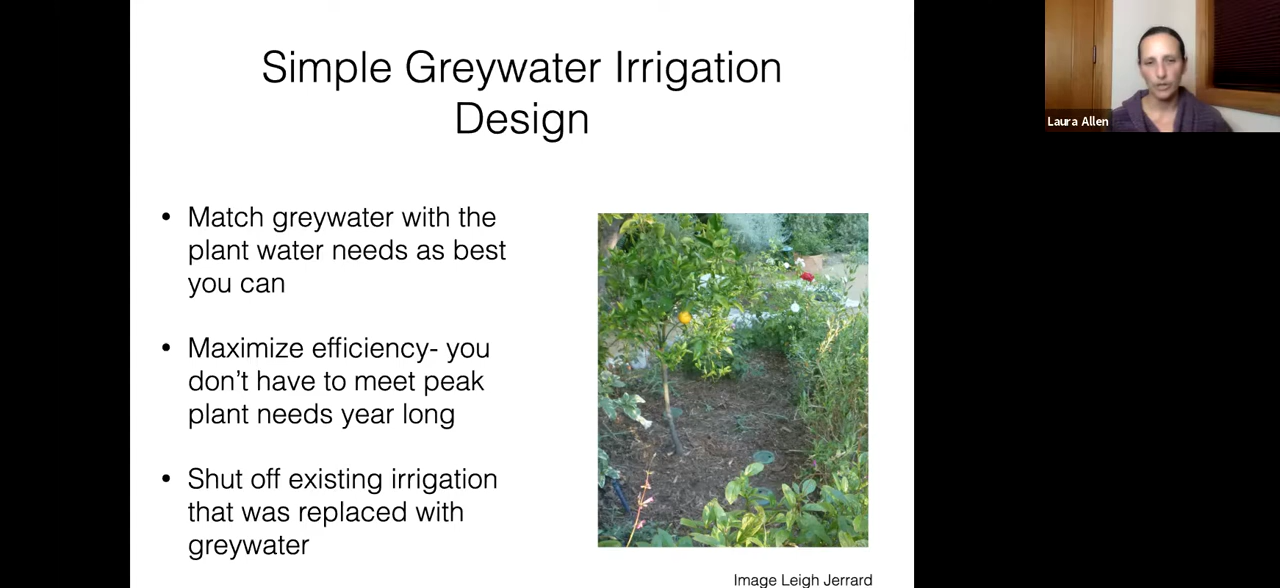 Simple Greywater Irrigation
Design
• Match greywater with the
plant water needs as best
you can
• Maximize efficiency- you
don’t have to meet peak
plant needs year long
• Shut off existing irrigation
that was replaced with
greywater
Image Leigh Jerrard
Laura Allen